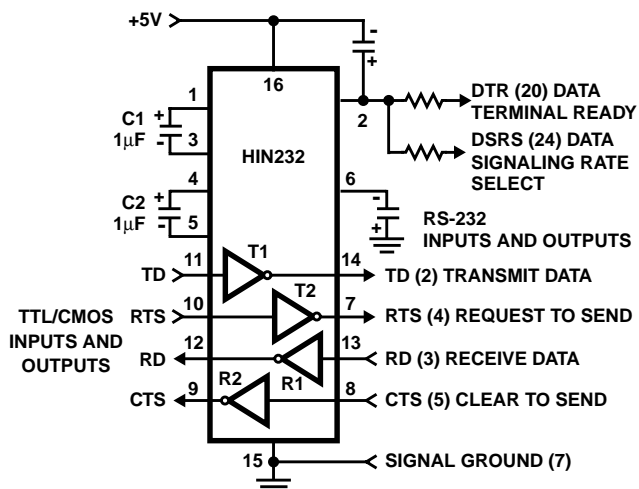 +5V
-
+
16
1
C1 +
1µF -
3
HIN232
2
DTR (20) DATA
TERMINAL READY
DSRS (24) DATA
SIGNALING RATE
SELECT
4
C2 +
1µF -
5
6
-
+
RS-232
INPUTS AND OUTPUTS
TD 11 T1 14 TD (2) TRANSMIT DATA
RTS 10 T2 7 RTS (4) REQUEST TO SEND
TTL/CMOS
INPUTS AND
OUTPUTS
RD 12 R1 13 RD (3) RECEIVE DATA
CTS 9 R2 8 CTS (5) CLEAR TO SEND
15 SIGNAL GROUND (7)